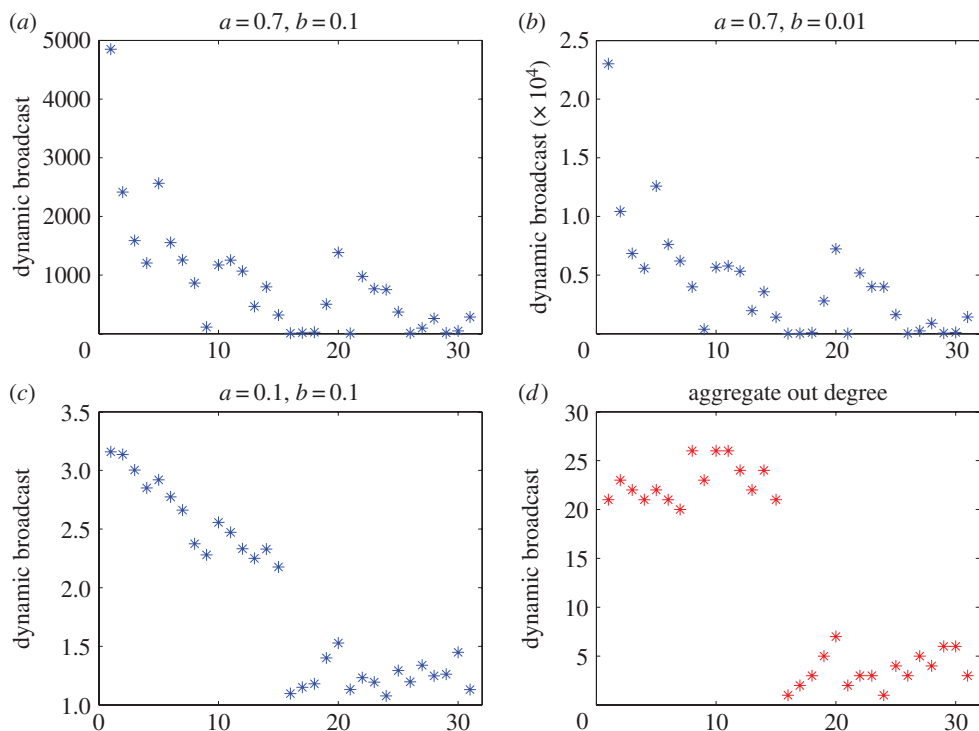 (a) a = 0.7, b = 0.1
5000
4000
3000
2000
1000
0 10 20 30
dynamic broadcast
(b) a = 0.7, b = 0.01
2.5
2.0
1.5
1.0
0.5
0 10 20 30
dynamic broadcast (× 10⁴)
(c) a = 0.1, b = 0.1
3.5
3.0
2.5
2.0
1.5
1.0
0 10 20 30
dynamic broadcast
(d) aggregate out degree
30
25
20
15
10
5
0 10 20 30
dynamic broadcast